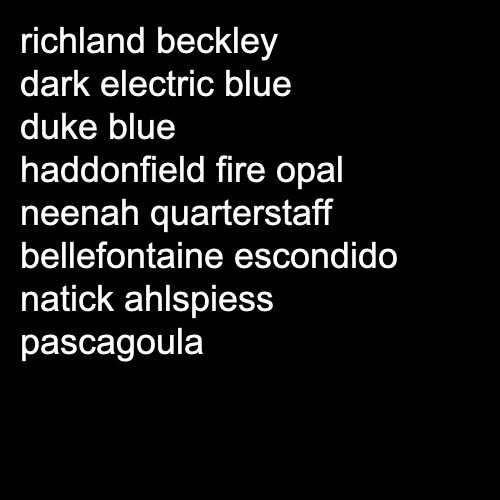 richland beckley
dark electric blue
duke blue
haddonfield fire opal
neenah quarterstaff
bellefontaine escondido
natick ahlspiess
pascagoula